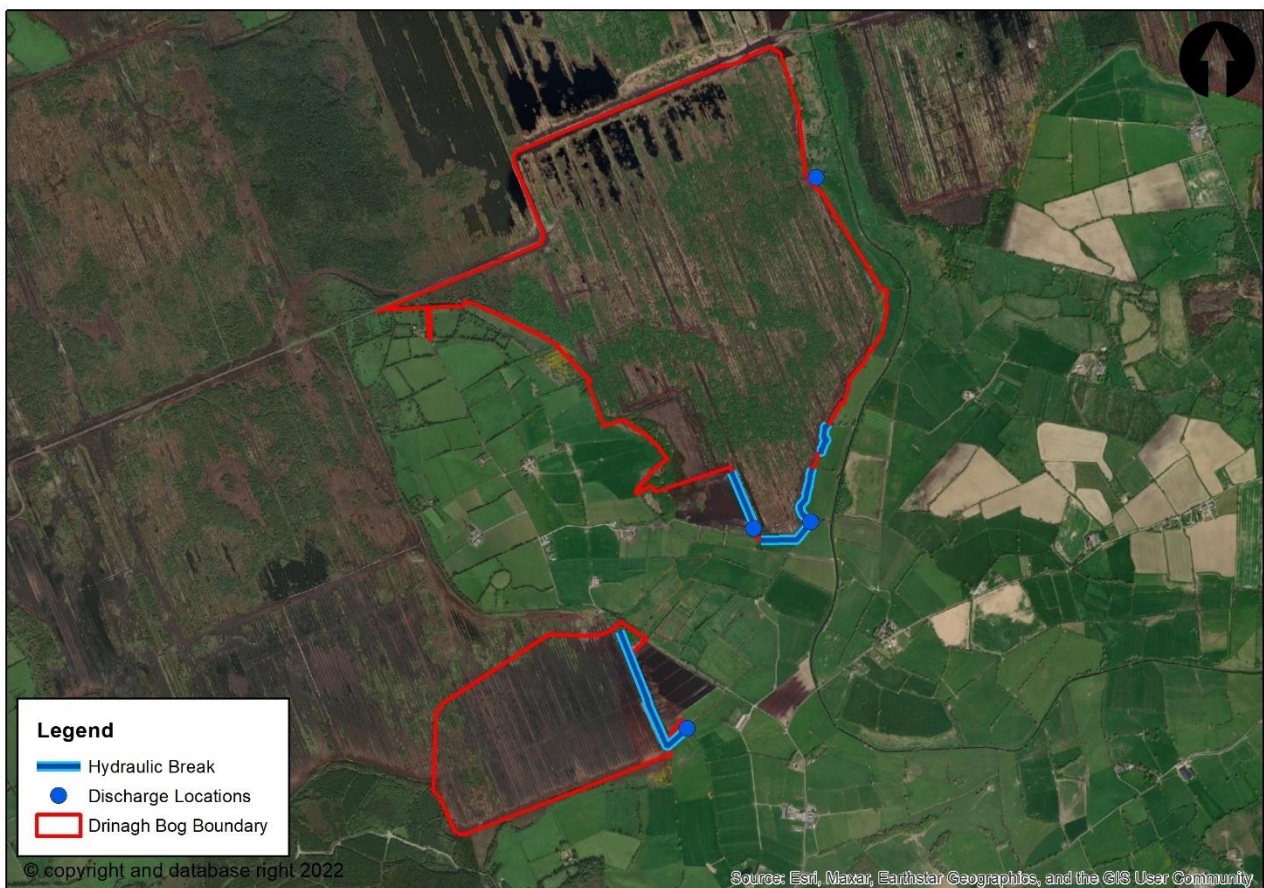 Legend
Hydraulic Break
Discharge Locations
Drinagh Bog Boundary
© copyright and database right 2022
Source: Esri, Maxar, Earthstar Geographics, and the GIS User Community